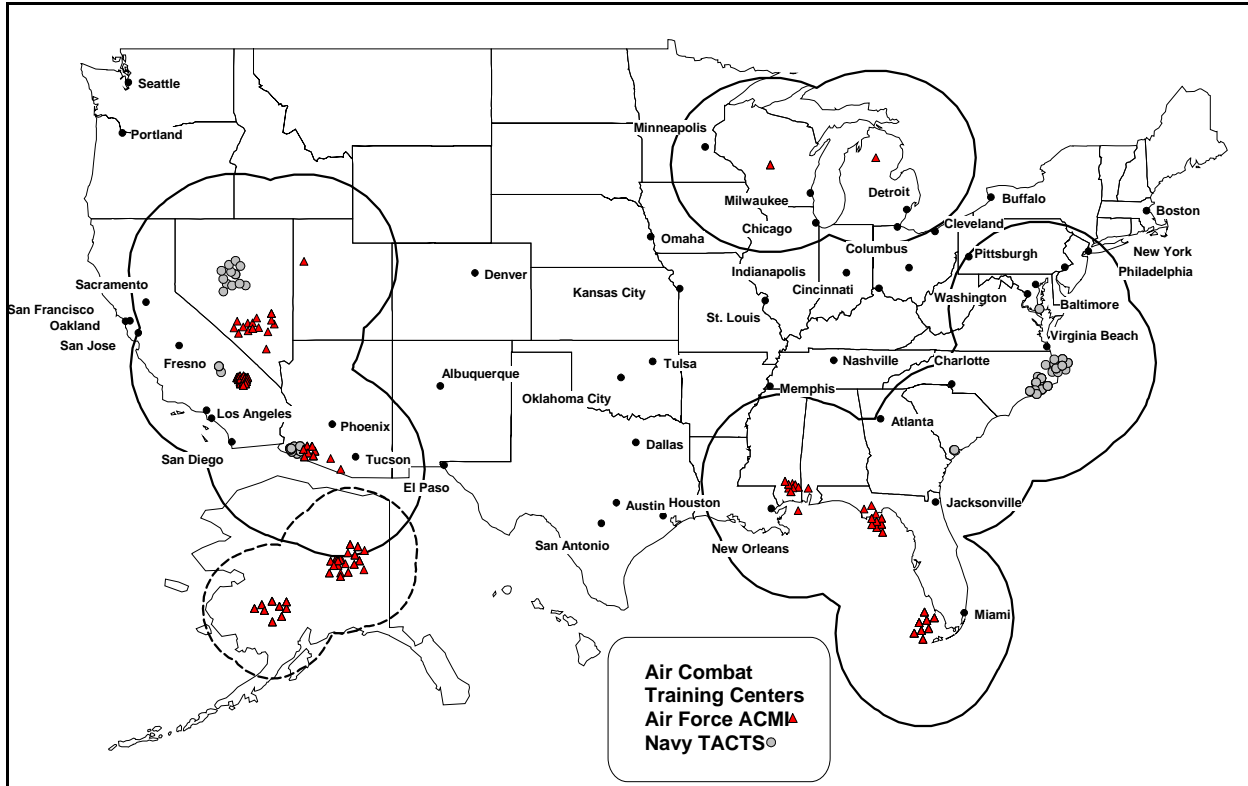 Seattle
Portland
Minneapolis
Milwaukee
Detroit
Buffalo
Boston
Chicago
Cleveland
Omaha
Columbus
Pittsburgh
New York
Denver
Indianapolis
Philadelphia
Sacramento
Kansas City
Cincinnati
Washington
Baltimore
San Francisco
St. Louis
Oakland
San Jose
Virginia Beach
Fresno
Tulsa
Nashville
Charlotte
Albuquerque
Oklahoma City
Memphis
Los Angeles
Phoenix
Atlanta
Dallas
San Diego
Tucson
El Paso
Austin
Houston
Jacksonville
San Antonio
New Orleans
Miami
Air Combat
Training Centers
Air Force ACMI
Navy TACTS